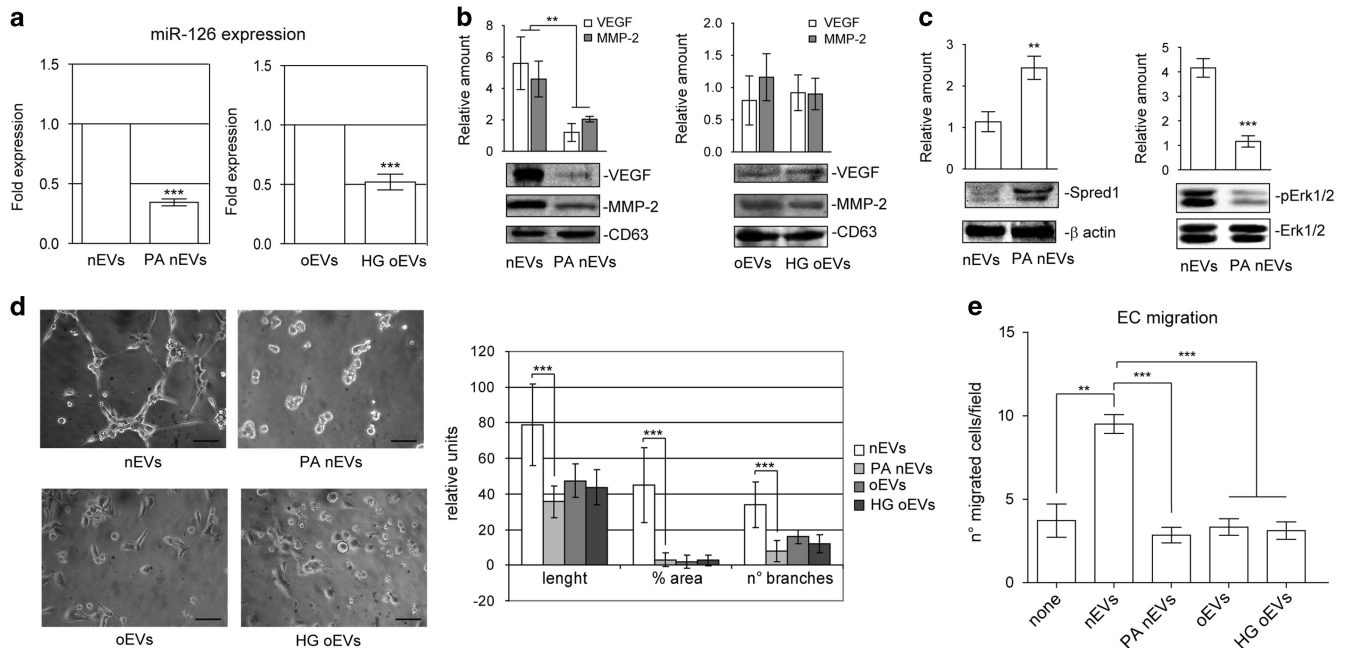 a
miR-126 expression
Fold expression
1.5
1.0
0.5
0.0
***
nEVs PA nEVs
Fold expression
1.5
1.0
0.5
0.0
***
oEVs HG oEVs
b
Relative amount
8
6
4
2
0
**
VEGF
MMP-2
-VEGF
-MMP-2
-CD63
nEVs PA nEVs
Relative amount
2.0
1.5
1.0
0.5
0.0
VEGF
MMP-2
-VEGF
-MMP-2
-CD63
oEVs HG oEVs
c
Relative amount
3
2
1
0
**
-Spred1
-β actin
nEVs PA nEVs
Relative amount
5
4
3
2
1
0
***
-pErk1/2
-Erk1/2
nEVs PA nEVs
d
nEVs
PA nEVs
oEVs
HG oEVs
relative units
120
100
80
60
40
20
0
-20
***
***
***
lenght
% area
n° branches
nEVs
PA nEVs
oEVs
HG oEVs
e
EC migration
n° migrated cells/field
15
10
5
0
**
***
***
none
nEVs
PA nEVs
oEVs
HG oEVs